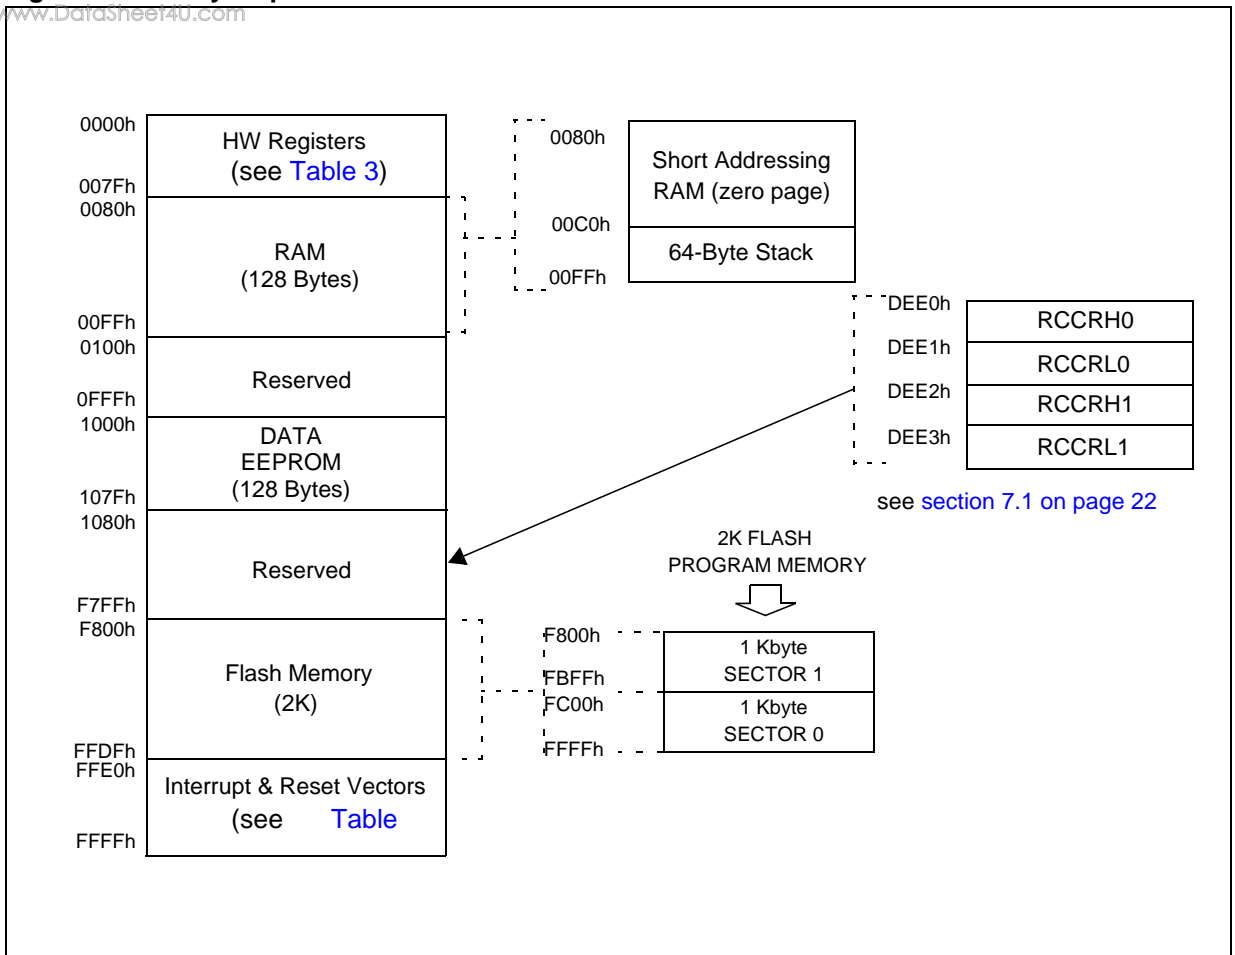 www.DataSheet4U.com
0000h
HW Registers
(see Table 3)
007Fh
0080h
RAM
(128 Bytes)
00FFh
0100h
Reserved
0FFFh
1000h
DATA
EEPROM
(128 Bytes)
107Fh
1080h
Reserved
F7FFh
F800h
Flash Memory
(2K)
FFDFh
FFE0h
Interrupt & Reset Vectors
(see Table
FFFFh
0080h
Short Addressing
RAM (zero page)
00C0h
64-Byte Stack
00FFh
DEE0h
RCCRH0
DEE1h
RCCRL0
DEE2h
RCCRH1
DEE3h
RCCRL1
see section 7.1 on page 22
2K FLASH
PROGRAM MEMORY
F800h
1 Kbyte
SECTOR 1
FBFFh
FC00h
1 Kbyte
SECTOR 0
FFFFh